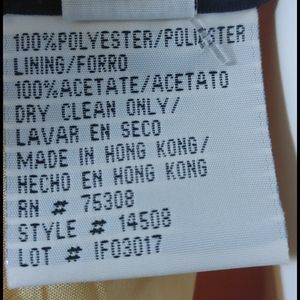 100%POLYESTER/POLIESTER
LINING/FORRO
100%ACETATE/ACETATO
DRY CLEAN ONLY/
LAVAR EN SECO
MADE IN HONG KONG/
HECHO EN HONG KONG
RN # 75308
STYLE # 14508
LOT # IF03017